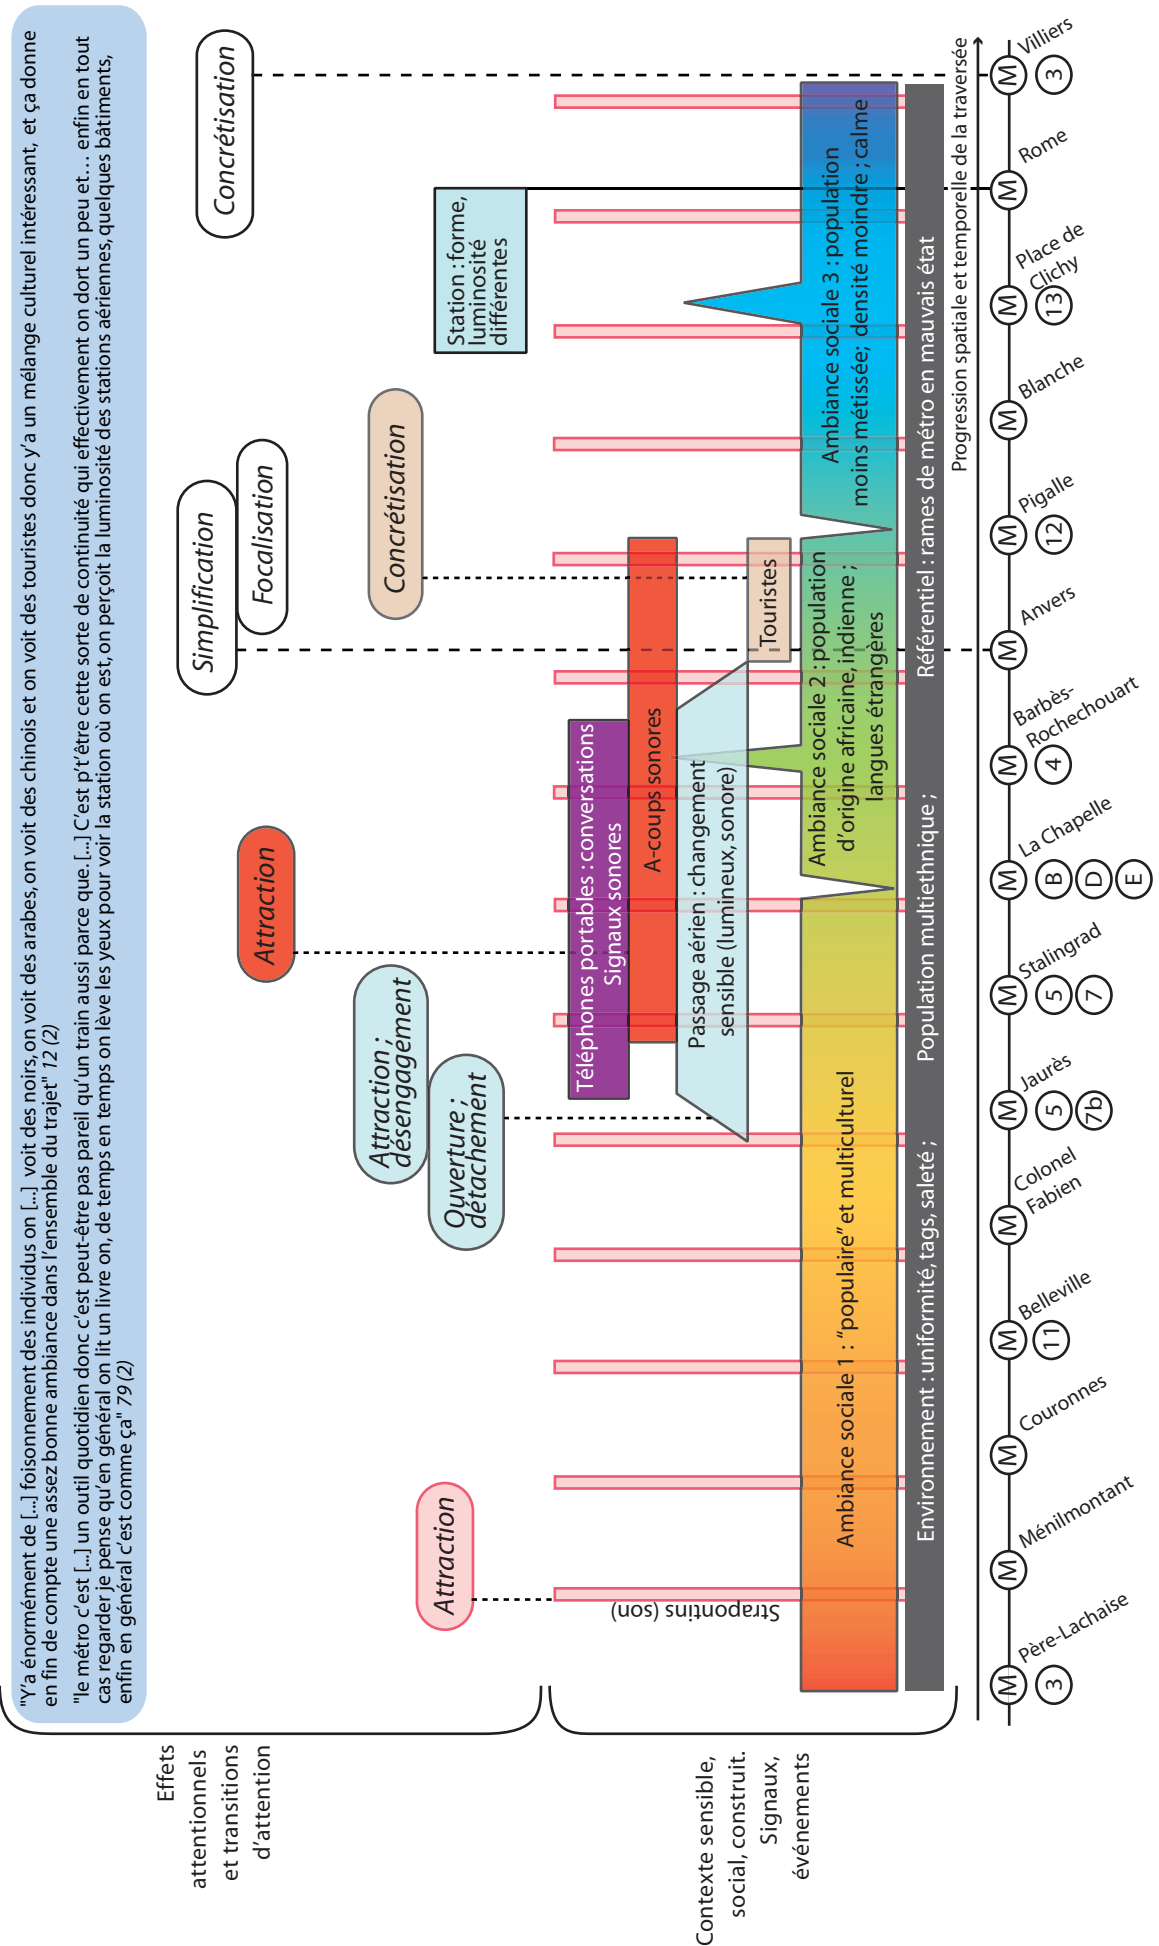 "Y'a énormément de [...] foisonnement des individus on [...]  voit des noirs, on voit des arabes, on voit des chinois et on voit des touristes donc y'a un mélange culturel intéressant,  et ça donne
en fin de compte une assez bonne ambiance dans l'ensemble du trajet" 12 (2)
"le métro c'est [...] un outil quotidien donc c'est peut-être pas pareil qu'un train aussi parce que. [...] C'est p't'être cette sorte de continuité qui effectivement on dort un peu et… enfin en tout
cas regarder je pense qu'en général on lit un livre on, de temps en temps on lève les yeux pour voir la station où on est, on perçoit la luminosité des stations aériennes, quelques bâtiments,
enfin en général c'est comme ça" 79 (2)
Effets
attentionnels
et transitions
d'attention
Simplification
Focalisation
Concrétisation
Attraction
Attraction ;
désengagement
Ouverture ;
détachement
Concrétisation
Attraction
Station : forme,
luminosité
différentes
Contexte sensible,
social, construit.
Signaux,
événements
Strapontins (son)
Téléphones portables : conversations
Signaux sonores
A-coups sonores
Passage aérien : changement
sensible (lumineux, sonore)
Touristes
Ambiance sociale 1 : "populaire" et multiculturel
Ambiance sociale 2 : population
d'origine africaine, indienne ;
langues étrangères
Ambiance sociale 3 : population
moins métissée;  densité moindre ; calme
Environnement : uniformité, tags, saleté ;
Population multiethnique ;
Référentiel : rames de métro en mauvais état
Progression spatiale et temporelle de la traversée
M
Père-Lachaise
3
M
Ménilmontant
M
Couronnes
M
Belleville
11
M
Colonel
Fabien
M
Jaurès
5
7b
M
Stalingrad
5
7
M
La Chapelle
B
D
E
M
Barbès-
Rochechouart
4
M
Anvers
M
Pigalle
12
M
Blanche
M
Place de
Clichy
13
M
Rome
M
Villiers
3